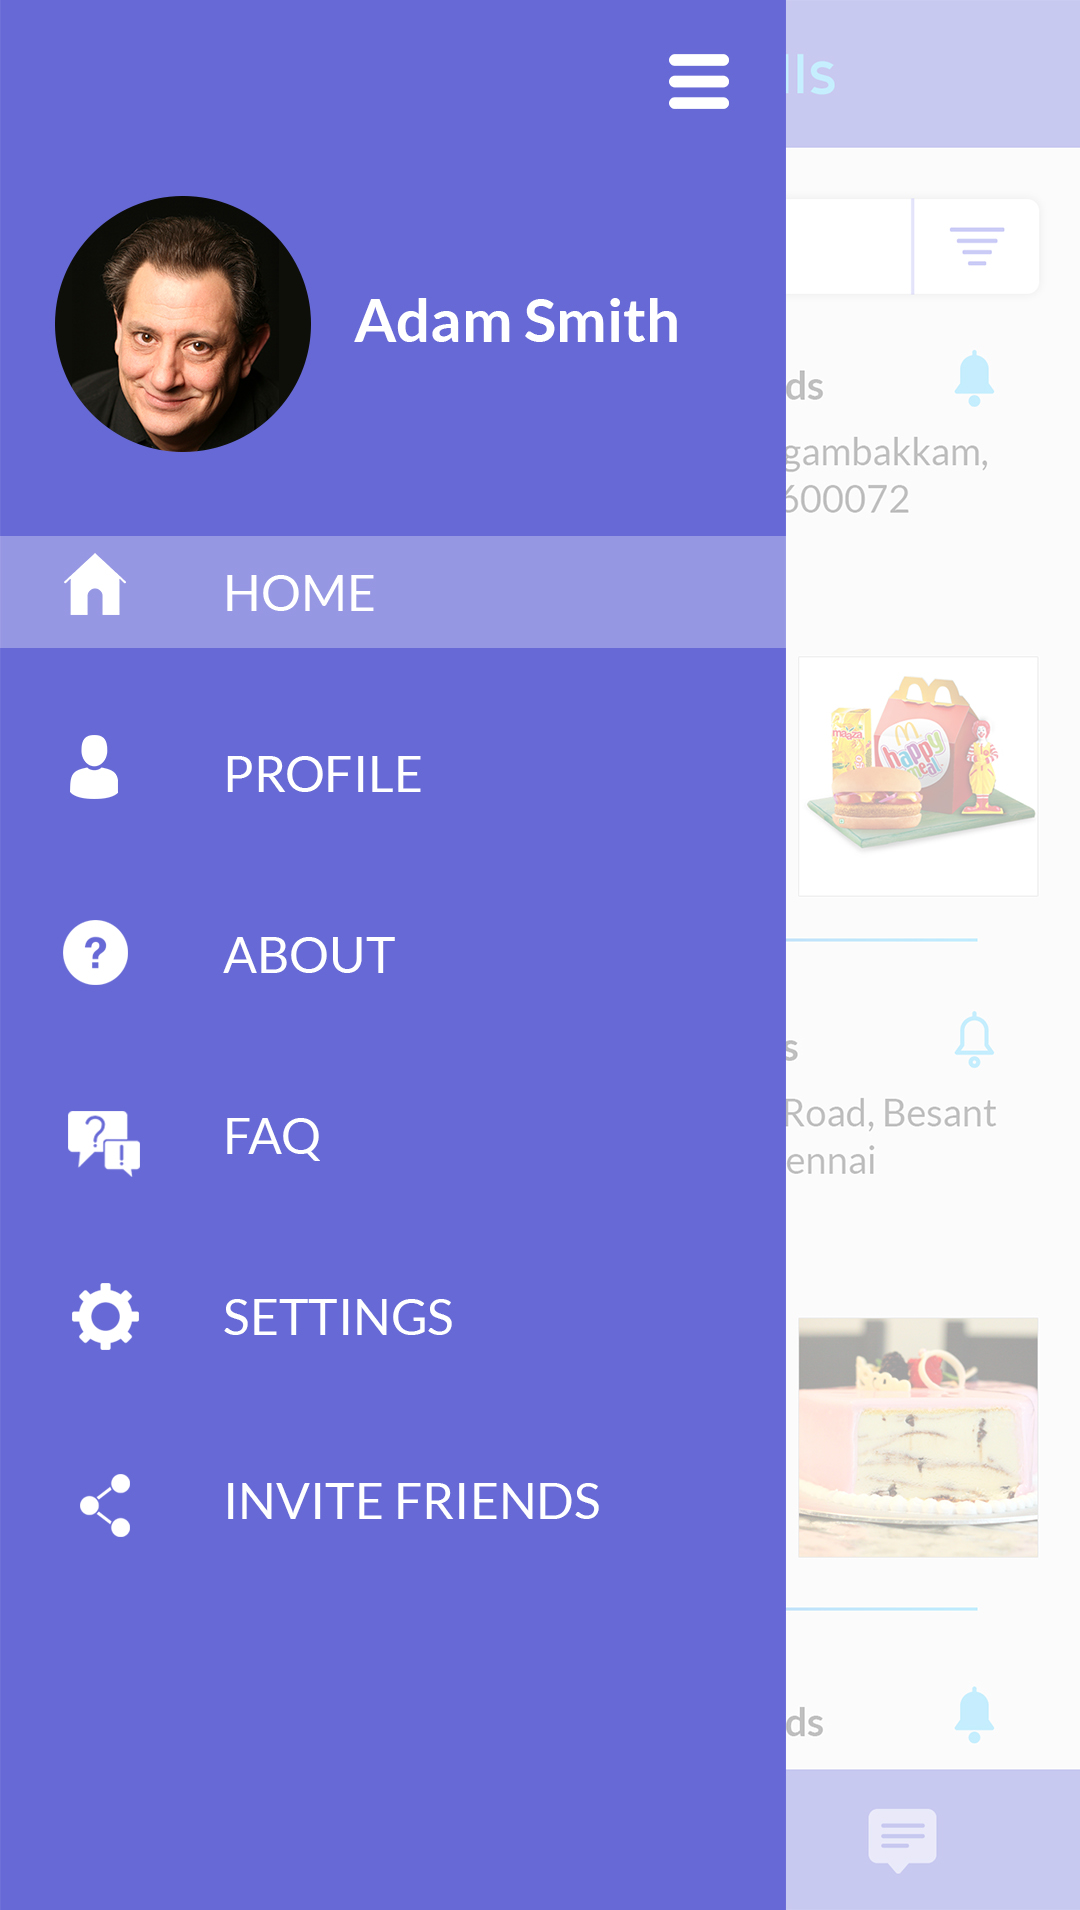 lls
Adam Smith
ds
gambakkam,
600072
HOME
maaza
happy
meal
PROFILE
ABOUT
s
Road, Besant
ennai
FAQ
SETTINGS
INVITE FRIENDS
ds